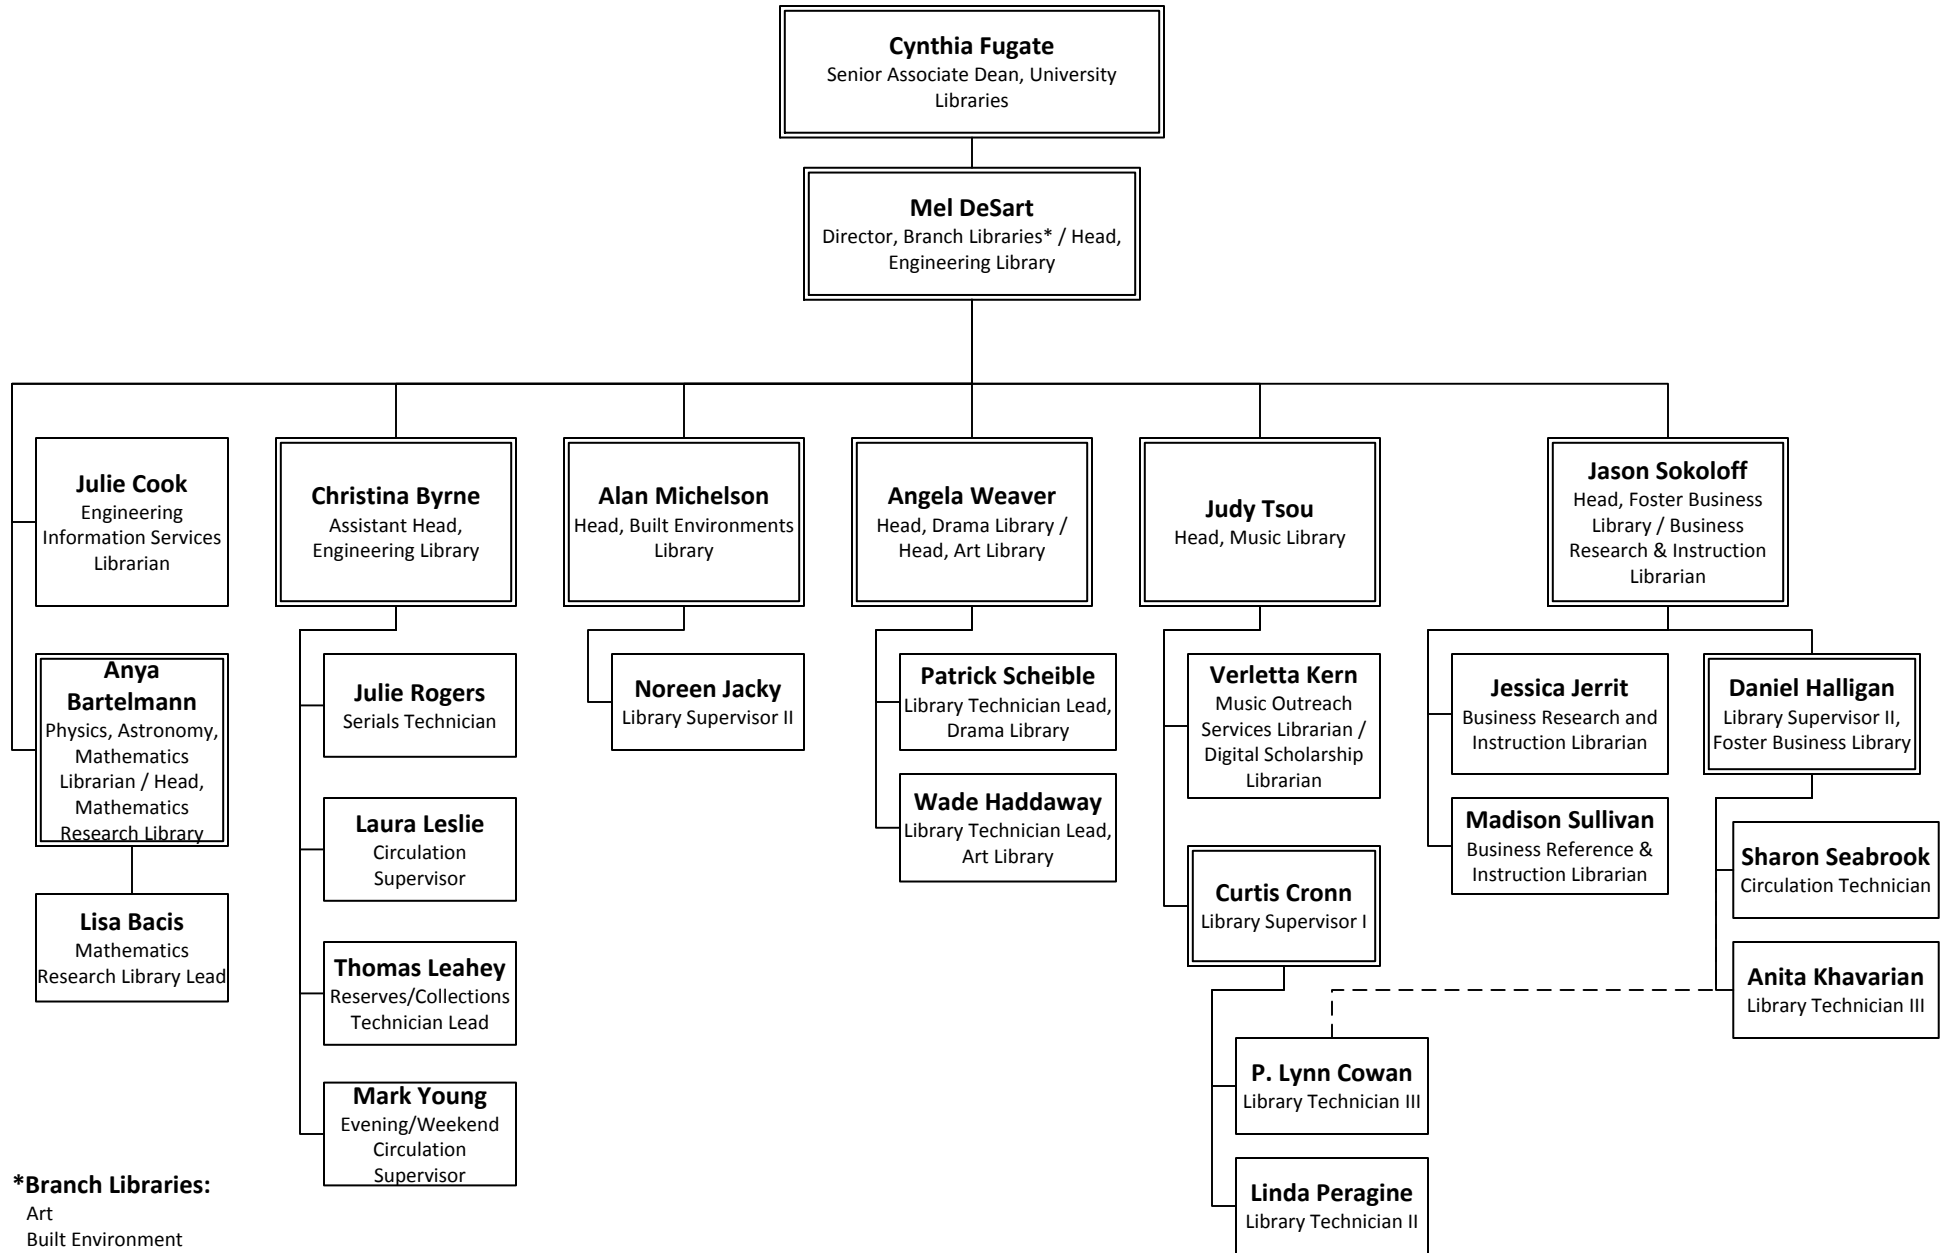 Cynthia Fugate
Senior Associate Dean, University
Libraries
Mel DeSart
Director, Branch Libraries* / Head,
Engineering Library
Julie Cook
Engineering
Information Services
Librarian
Anya
Bartelmann
Physics, Astronomy,
Mathematics
Librarian / Head,
Mathematics
Research Library
Lisa Bacis
Mathematics
Research Library Lead
Christina Byrne
Assistant Head,
Engineering Library
Julie Rogers
Serials Technician
Laura Leslie
Circulation
Supervisor
Thomas Leahey
Reserves/Collections
Technician Lead
Mark Young
Evening/Weekend
Circulation
Supervisor
Alan Michelson
Head, Built Environments
Library
Noreen Jacky
Library Supervisor II
Angela Weaver
Head, Drama Library /
Head, Art Library
Patrick Scheible
Library Technician Lead,
Drama Library
Wade Haddaway
Library Technician Lead,
Art Library
Judy Tsou
Head, Music Library
Verletta Kern
Music Outreach
Services Librarian /
Digital Scholarship
Librarian
Curtis Cronn
Library Supervisor I
P. Lynn Cowan
Library Technician III
Linda Peragine
Library Technician II
Jason Sokoloff
Head, Foster Business
Library / Business
Research & Instruction
Librarian
Jessica Jerrit
Business Research and
Instruction Librarian
Madison Sullivan
Business Reference &
Instruction Librarian
Daniel Halligan
Library Supervisor II,
Foster Business Library
Sharon Seabrook
Circulation Technician
Anita Khavarian
Library Technician III
*Branch Libraries:
Art
Built Environment